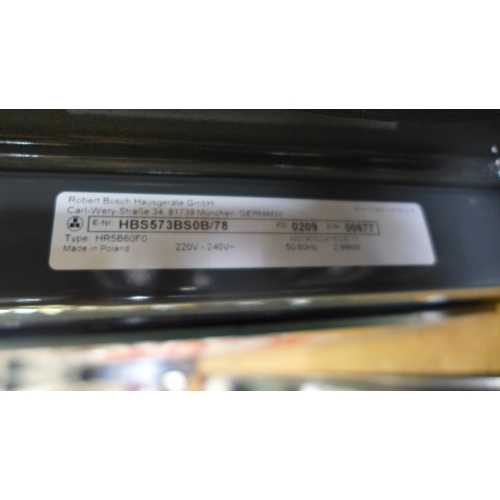 Robert Bosch Hausgeräte GmbH
Carl-Wery-Straße 34, 81739 München, GERMANY
E-Nr. HBS573BS0B/78 FD 0209 Z-Nr. 00677
Type: HR5B60F0 220V - 240V~ 50-60Hz 2.99kW
Made in Poland